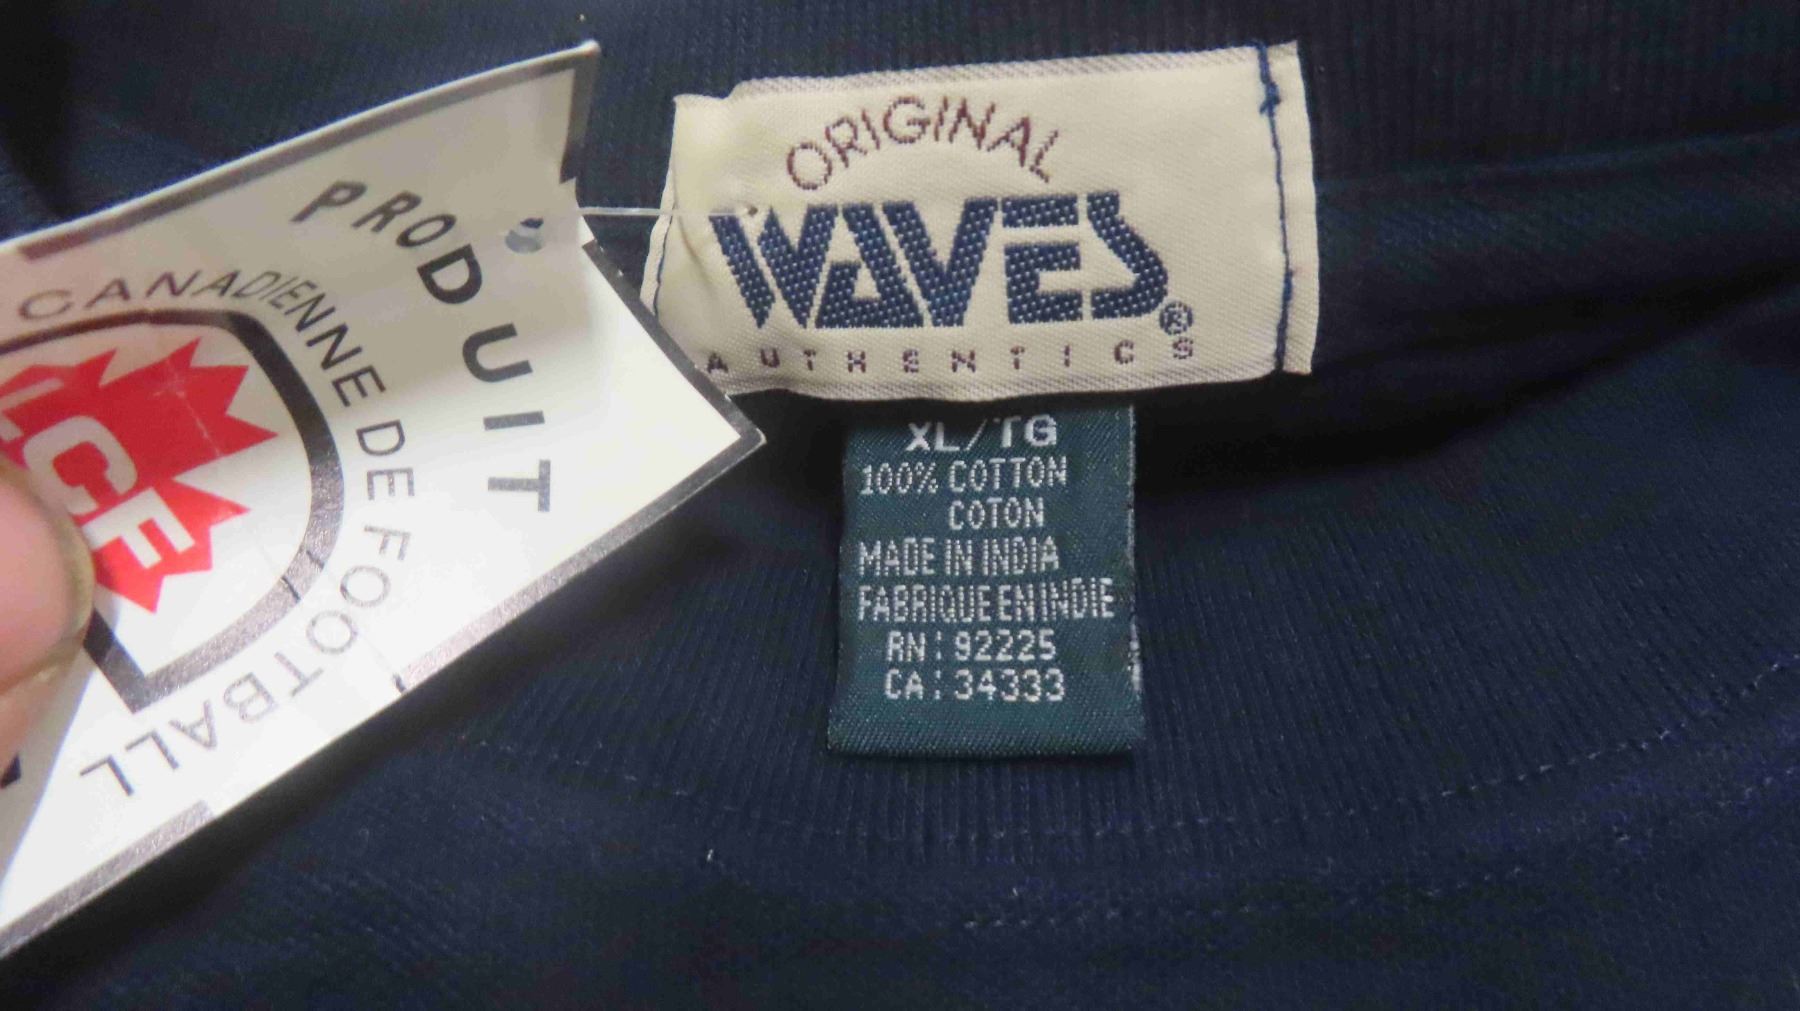 PRODUIT
CANADIENNE DE FOOTBALL
LCF
ORIGINAL
WAVES®
AUTHENTICS
XL/TG
100% COTTON
COTON
MADE IN INDIA
FABRIQUE EN INDIE
RN: 92225
CA: 34333